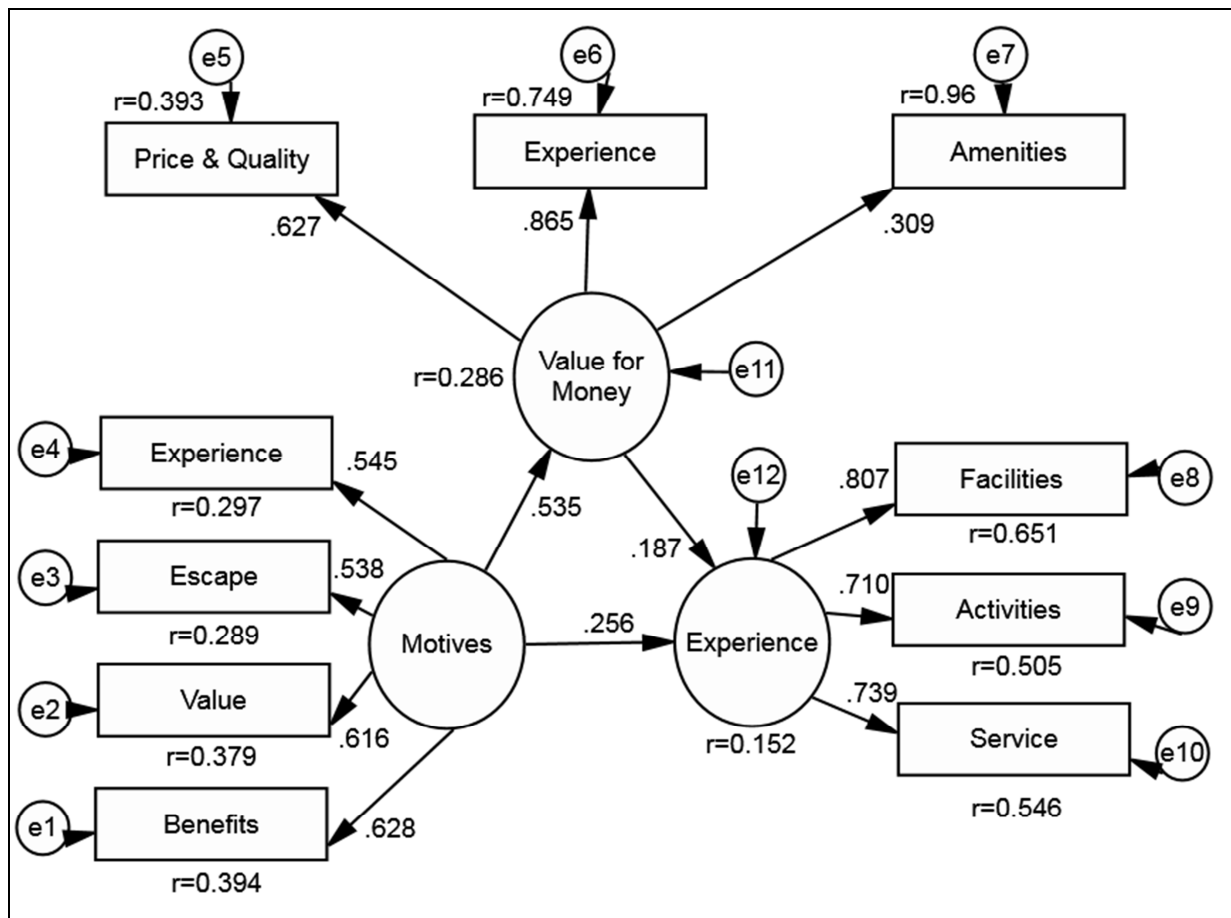 e5
e6
e7
r=0.393
r=0.749
r=0.96
Price & Quality
Experience
Amenities
.627
.865
.309
Value for
Money
r=0.286
e11
e4
Experience
.545
r=0.297
.535
e12
.807
Facilities
e8
r=0.651
e3
Escape
.538
r=0.289
.187
.710
Activities
e9
r=0.505
Motives
.256
Experience
e2
Value
.616
r=0.379
r=0.152
.739
Service
e10
r=0.546
e1
Benefits
.628
r=0.394